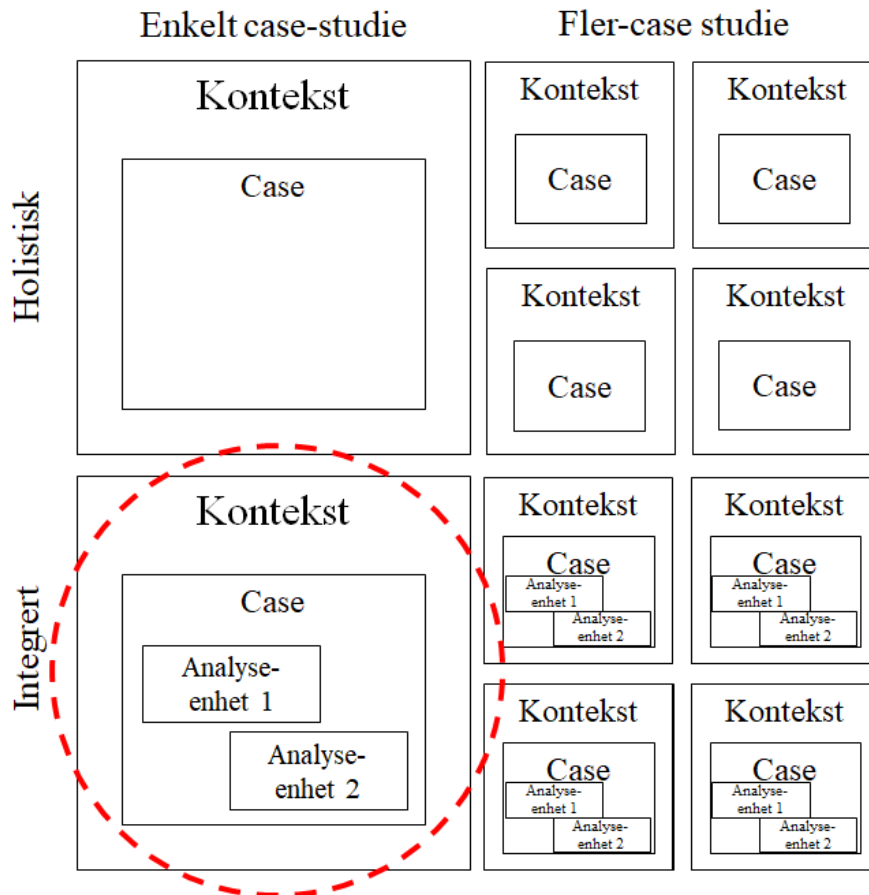 Enkelt case-studie
Fler-case studie
Holistisk
Kontekst
Case
Kontekst
Case
Kontekst
Case
Kontekst
Case
Kontekst
Case
Integrert
Kontekst
Case
Analyse-
enhet 1
Analyse-
enhet 2
Kontekst
Case
Analyse-
enhet 1
Analyse-
enhet 2
Kontekst
Case
Analyse-
enhet 1
Analyse-
enhet 2
Kontekst
Case
Analyse-
enhet 1
Analyse-
enhet 2
Kontekst
Case
Analyse-
enhet 1
Analyse-
enhet 2